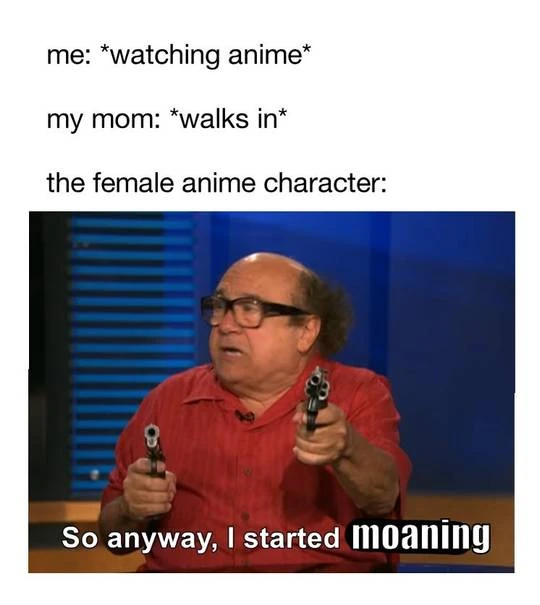 me: *watching anime*
my mom: *walks in*
the female anime character:
So anyway, I started moaning